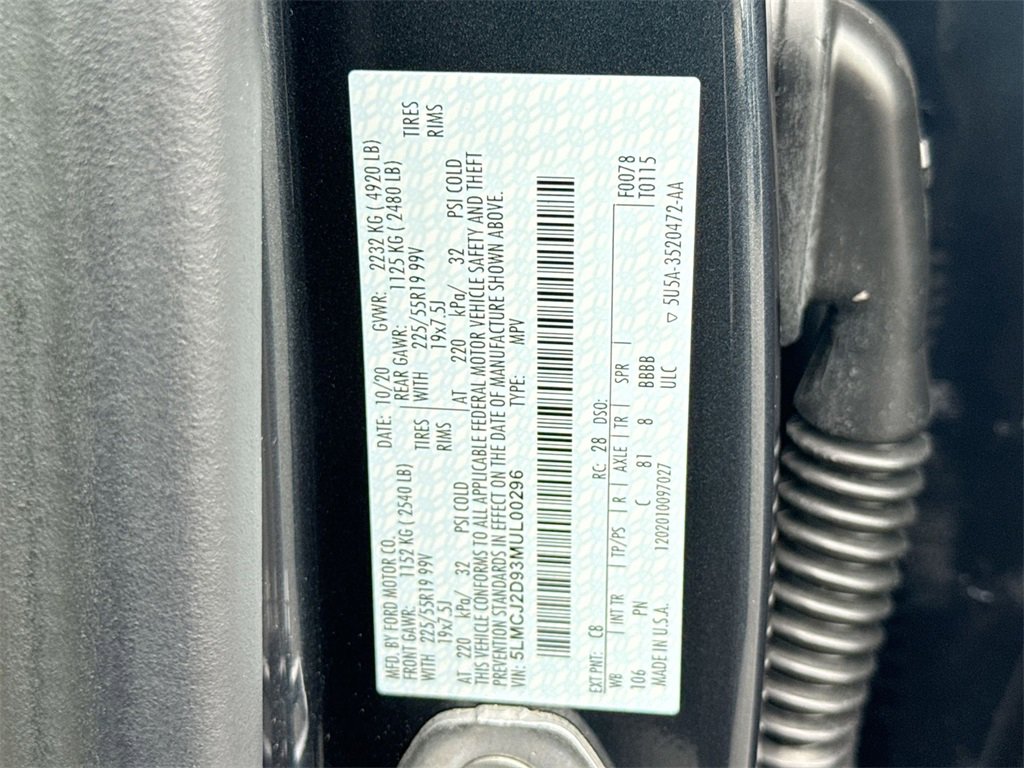 MFD. BY FORD MOTOR CO.
DATE: 10/20 GVWR: 2232 KG ( 4920 LB)
FRONT GAWR: 1152 KG ( 2540 LB) REAR GAWR: 1125 KG ( 2480 LB)
WITH 225/55R19 99V TIRES WITH 225/55R19 99V TIRES
19x7.5J RIMS 19x7.5J RIMS
AT 220 kPa/ 32 PSI COLD AT 220 kPa/ 32 PSI COLD
THIS VEHICLE CONFORMS TO ALL APPLICABLE FEDERAL MOTOR VEHICLE SAFETY AND THEFT
PREVENTION STANDARDS IN EFFECT ON THE DATE OF MANUFACTURE SHOWN ABOVE.
VIN: 5LMCJ2D93MUL00296 TYPE: MPV
EXT PNT: C8 RC: 28 DSO: F0078
WB INT TR TP/PS R AXLE TR SPR T0115
106 PN C 81 8 BBBB
MADE IN U.S.A. 1202010097027 ULC
▽ 5U5A-3520472-AA